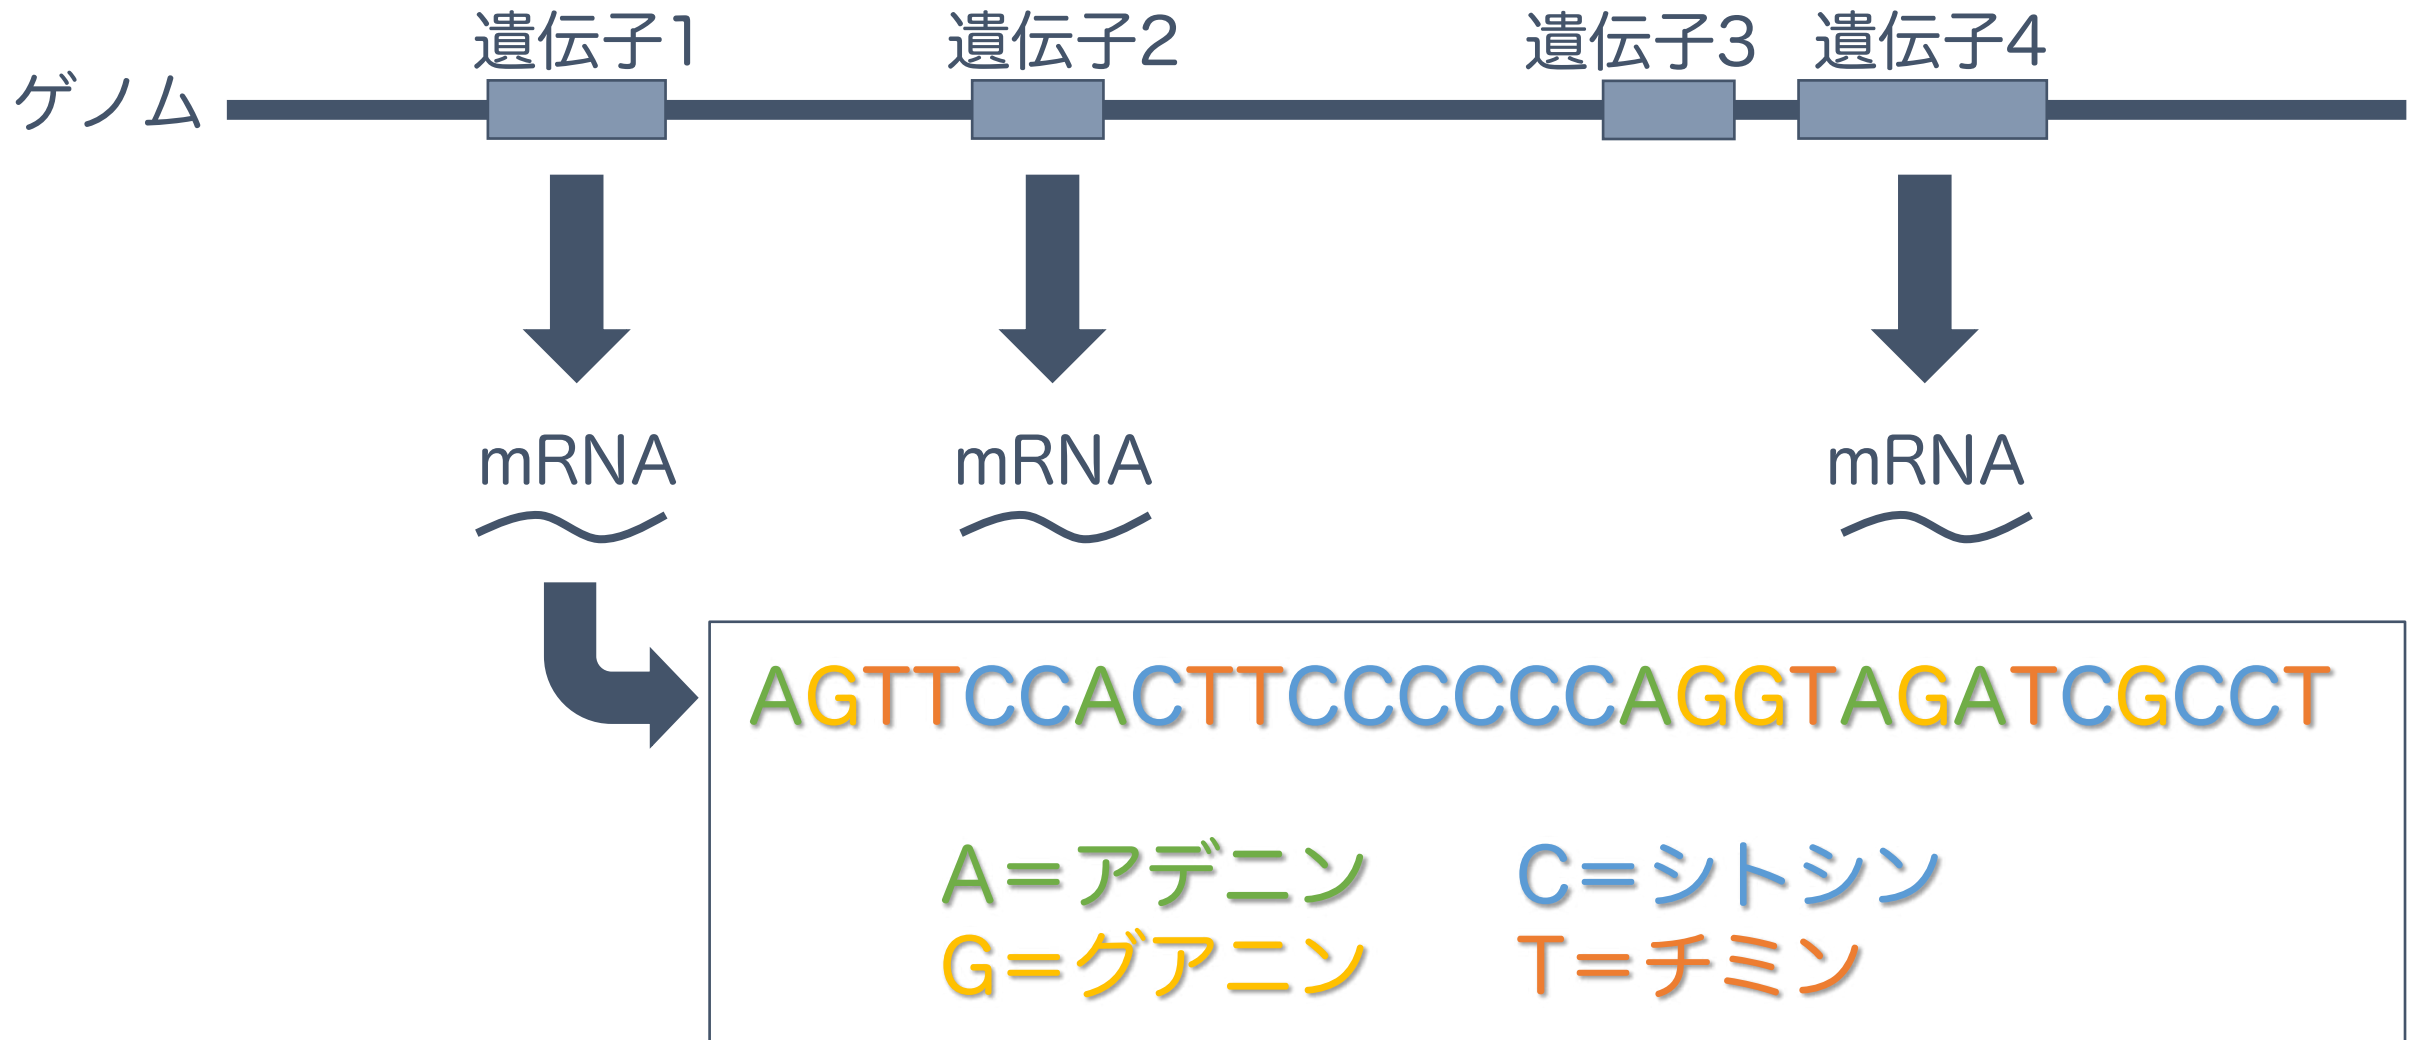 遺伝子1 遺伝子2 遺伝子3 遺伝子4
ゲノム
mRNA mRNA mRNA
AGTTCCACTTCCCCCCAGGTAGATCGCCT
A=アデニン C=シトシン
G=グアニン T=チミン